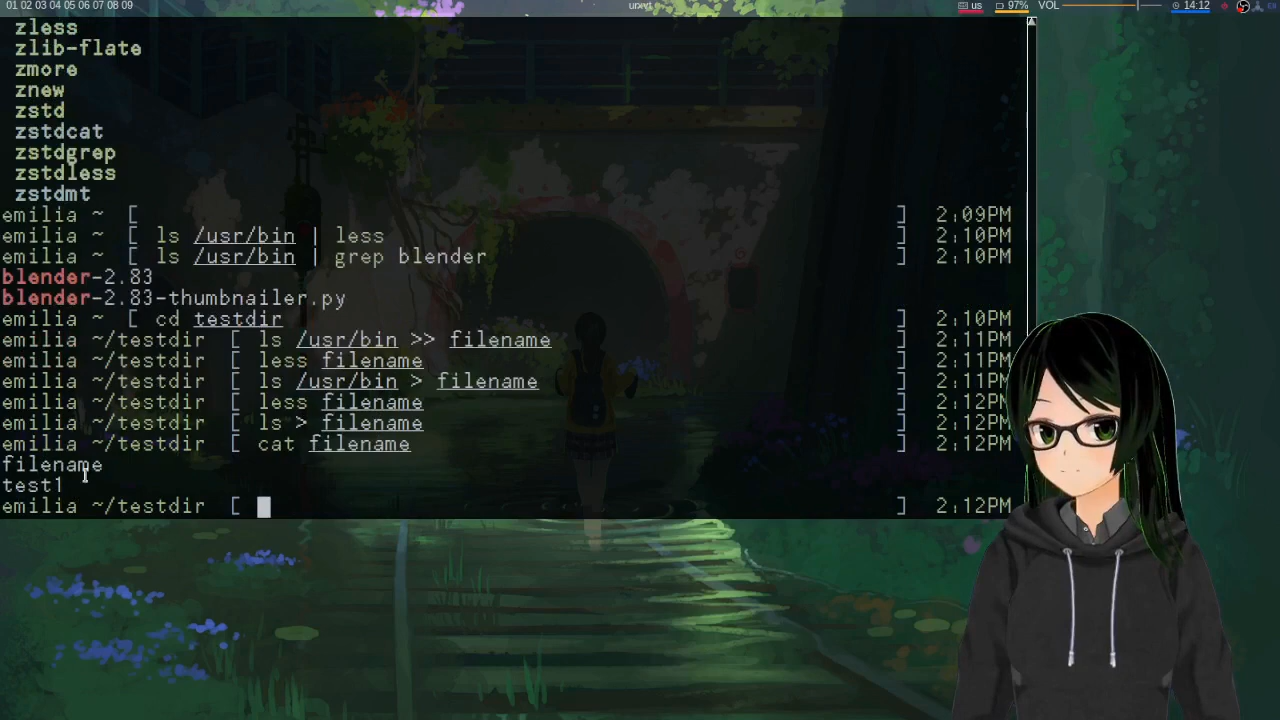 01 02 03 04 05 06 07 08 09 urxvt us 97% VOL 14:12 EN
zless
zlib-flate
zmore
znew
zstd
zstdcat
zstdgrep
zstdless
zstdmt
emilia ~ [ ] 2:09PM
emilia ~ [ ls /usr/bin | less ] 2:10PM
emilia ~ [ ls /usr/bin | grep blender ] 2:10PM
blender-2.83
blender-2.83-thumbnailer.py
emilia ~ [ cd testdir ] 2:10PM
emilia ~/testdir [ ls /usr/bin >> filename ] 2:11PM
emilia ~/testdir [ less filename ] 2:11PM
emilia ~/testdir [ ls /usr/bin > filename ] 2:11PM
emilia ~/testdir [ less filename ] 2:12PM
emilia ~/testdir [ ls > filename ] 2:12PM
emilia ~/testdir [ cat filename ] 2:12PM
filename
test1
emilia ~/testdir [ ] 2:12PM